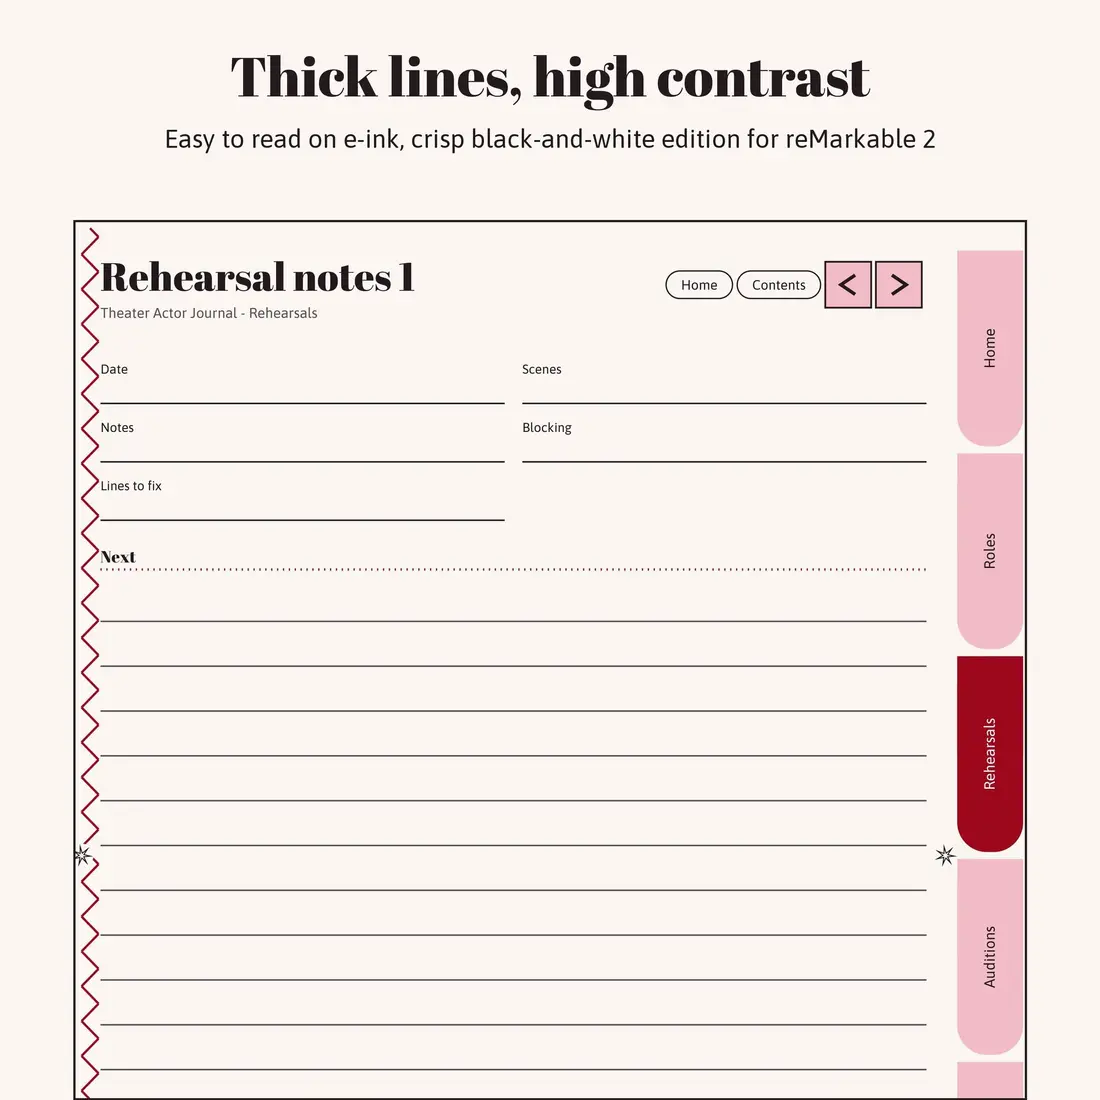 Thick lines, high contrast
Easy to read on e-ink, crisp black-and-white edition for reMarkable 2
Rehearsal notes 1
Theater Actor Journal - Rehearsals
Home
Contents
<
>
Date
Scenes
Notes
Blocking
Lines to fix
Next
Home
Roles
Rehearsals
Auditions